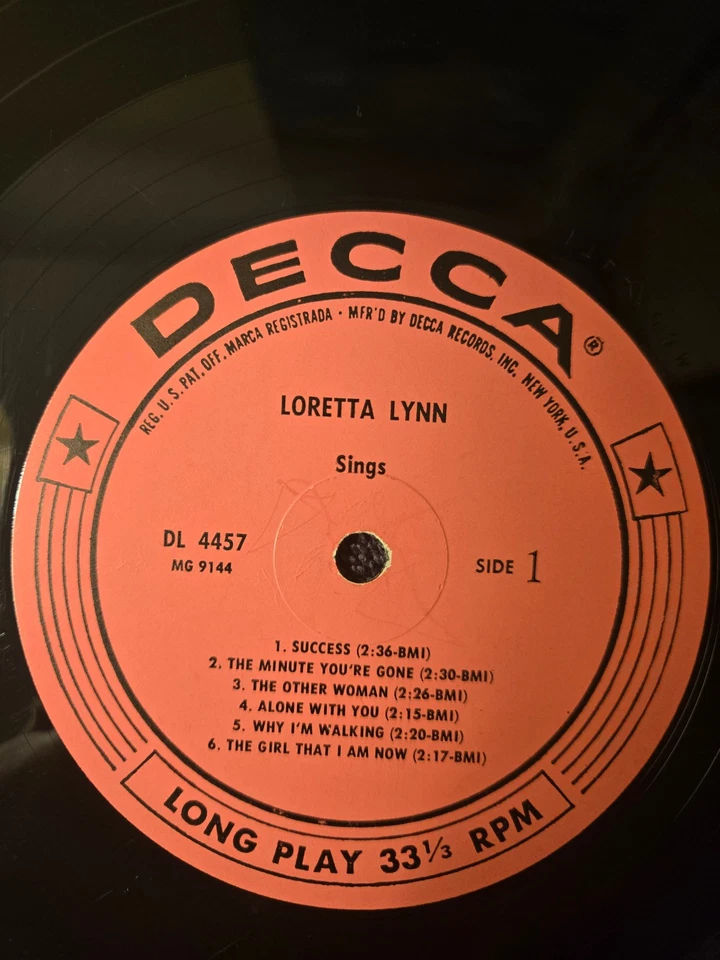 DECCA®
REG. U.S. PAT. OFF. MARCA REGISTRADA · MFR'D BY DECCA RECORDS, INC. NEW YORK, U.S.A.
LORETTA LYNN
Sings
DL 4457
MG 9144
SIDE 1
1. SUCCESS (2:36-BMI)
2. THE MINUTE YOU'RE GONE (2:30-BMI)
3. THE OTHER WOMAN (2:26-BMI)
4. ALONE WITH YOU (2:15-BMI)
5. WHY I'M WALKING (2:20-BMI)
6. THE GIRL THAT I AM NOW (2:17-BMI)
LONG PLAY 33⅓ RPM